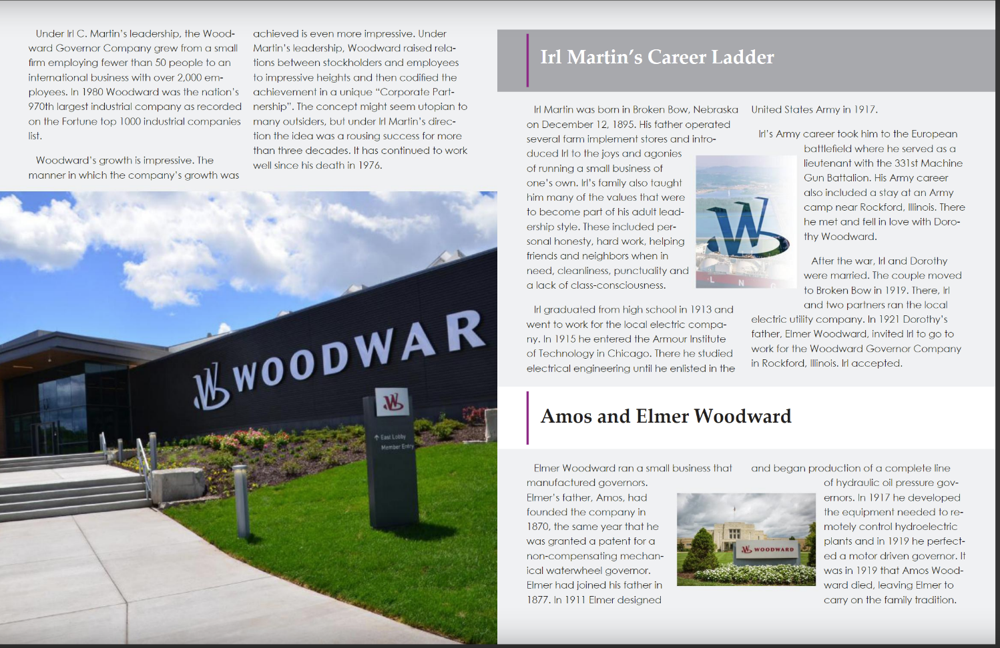 Under Irl C. Martin’s leadership, the Wood-
ward Governor Company grew from a small
firm employing fewer than 50 people to an
international business with over 2,000 em-
ployees. In 1980 Woodward was the nation’s
970th largest industrial company as recorded
on the Fortune top 1000 industrial companies
list.
Woodward’s growth is impressive. The
manner in which the company’s growth was
achieved is even more impressive. Under
Martin’s leadership, Woodward raised rela-
tions between stockholders and employees
to impressive heights and then codified the
achievement in a unique “Corporate Part-
nership”. The concept might seem utopian to
many outsiders, but under Irl Martin’s direc-
tion the idea was a rousing success for more
than three decades. It has continued to work
well since his death in 1976.
W WOODWAR
W
↑ East Lobby
Member Entry
Irl Martin’s Career Ladder
Irl Martin was born in Broken Bow, Nebraska
on December 12, 1895. His father operated
several farm implement stores and intro-
duced Irl to the joys and agonies
of running a small business of
one’s own. Irl’s family also taught
him many of the values that were
to become part of his adult lead-
ership style. These included per-
sonal honesty, hard work, helping
friends and neighbors when in
need, cleanliness, punctuality and
a lack of class-consciousness.
Irl graduated from high school in 1913 and
went to work for the local electric compa-
ny. In 1915 he entered the Armour Institute
of Technology in Chicago. There he studied
electrical engineering until he enlisted in the
W
L N G
United States Army in 1917.
Irl’s Army career took him to the European
battlefield where he served as a
lieutenant with the 331st Machine
Gun Battalion. His Army career
also included a stay at an Army
camp near Rockford, Illinois. There
he met and fell in love with Doro-
thy Woodward.
After the war, Irl and Dorothy
were married. The couple moved
to Broken Bow in 1919. There, Irl
and two partners ran the local
electric utility company. In 1921 Dorothy’s
father, Elmer Woodward, invited Irl to go to
work for the Woodward Governor Company
in Rockford, Illinois. Irl accepted.
Amos and Elmer Woodward
Elmer Woodward ran a small business that
manufactured governors.
Elmer’s father, Amos, had
founded the company in
1870, the same year that he
was granted a patent for a
non-compensating mechan-
ical waterwheel governor.
Elmer had joined his father in
1877. In 1911 Elmer designed
W WOODWARD
and began production of a complete line
of hydraulic oil pressure gov-
ernors. In 1917 he developed
the equipment needed to re-
motely control hydroelectric
plants and in 1919 he perfect-
ed a motor driven governor. It
was in 1919 that Amos Wood-
ward died, leaving Elmer to
carry on the family tradition.